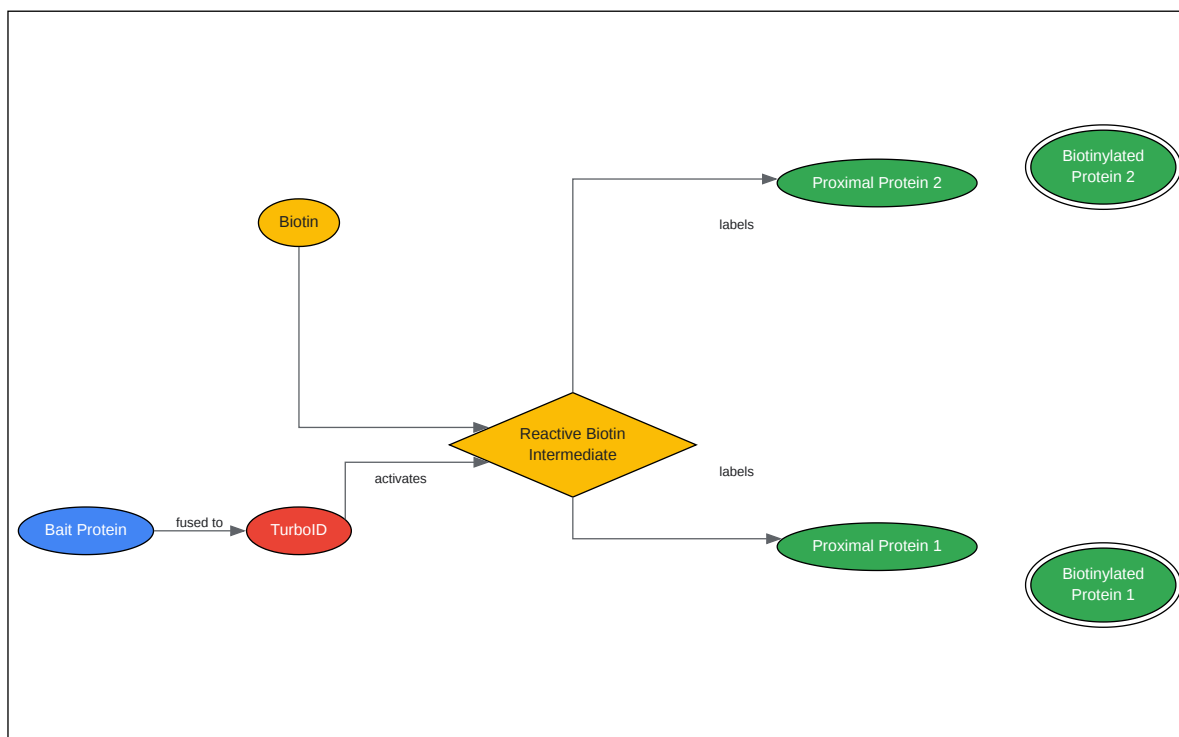 Biotinylated
Protein 2
Proximal Protein 2
Biotin
labels
Reactive Biotin
Intermediate
labels
activates
fused to
Bait Protein
TurboID
Proximal Protein 1
Biotinylated
Protein 1